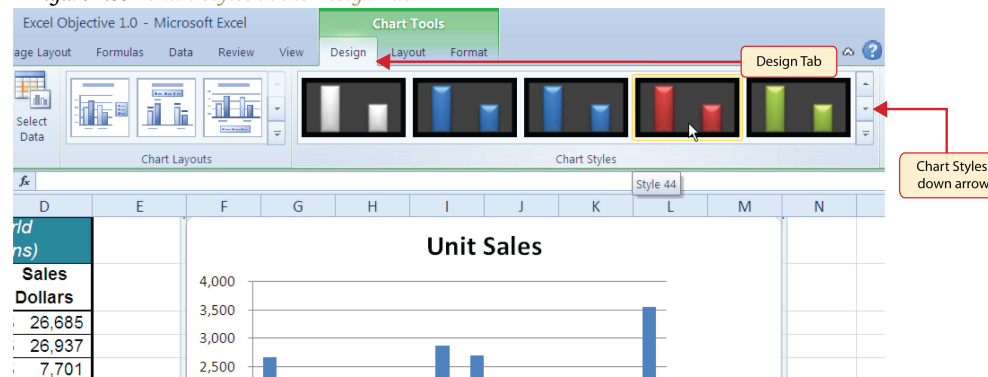 Excel Objective 1.0 - Microsoft Excel
Chart Tools
age Layout Formulas Data Review View Design Layout Format
Design Tab
Select
Data
Chart Layouts
Chart Styles
Chart Styles
down arrow
fx
Style 44
D E F G H I J K L M N
rld
ns)
Sales
Dollars
26,685
26,937
7,701
Unit Sales
4,000
3,500
3,000
2,500